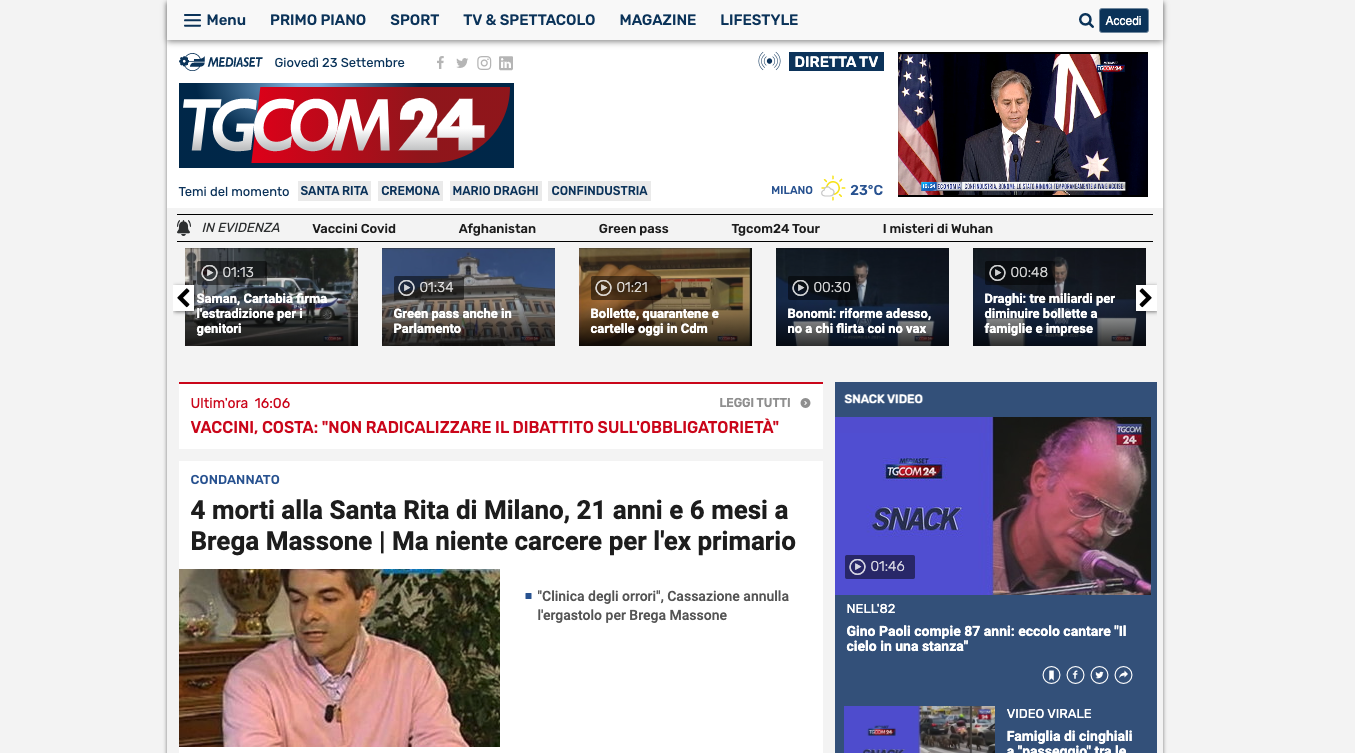 Menu
PRIMO PIANO
SPORT
TV & SPETTACOLO
MAGAZINE
LIFESTYLE
Accedi
MEDIASET
Giovedì 23 Settembre
DIRETTA TV
TGCOM24
TGCOM24
Temi del momento
SANTA RITA
CREMONA
MARIO DRAGHI
CONFINDUSTRIA
MILANO
23°C
IN EVIDENZA
Vaccini Covid
Afghanistan
Green pass
Tgcom24 Tour
I misteri di Wuhan
01:13
Saman, Cartabia firma
l'estradizione per i
genitori
01:34
Green pass anche in
Parlamento
01:21
Bollette, quarantene e
cartelle oggi in Cdm
00:30
Bonomi: riforme adesso,
no a chi flirta coi no vax
00:48
Draghi: tre miliardi per
diminuire bollette a
famiglie e imprese
Ultim'ora 16:06
LEGGI TUTTI
VACCINI, COSTA: "NON RADICALIZZARE IL DIBATTITO SULL'OBBLIGATORIETÀ"
CONDANNATO
4 morti alla Santa Rita di Milano, 21 anni e 6 mesi a
Brega Massone | Ma niente carcere per l'ex primario
"Clinica degli orrori", Cassazione annulla
l'ergastolo per Brega Massone
SNACK VIDEO
MEDIASET
TGCOM24
SNACK
TGCOM
24
01:46
NELL'82
Gino Paoli compie 87 anni: eccolo cantare "Il
cielo in una stanza"
TGCOM24
SNACK
VIDEO VIRALE
Famiglia di cinghiali
a "passeggio" tra le